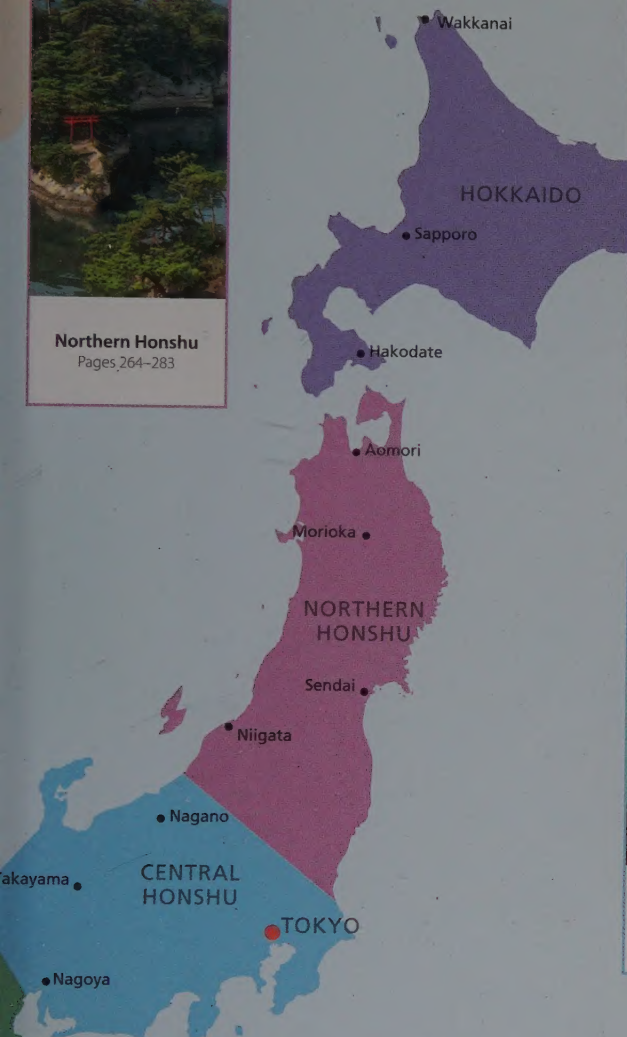 Wakkanai
HOKKAIDO
Sapporo
Northern Honshu
Pages 264–283
Hakodate
Aomori
Morioka
NORTHERN
HONSHU
Sendai
Niigata
Nagano
CENTRAL
HONSHU
TOKYO
Nagoya